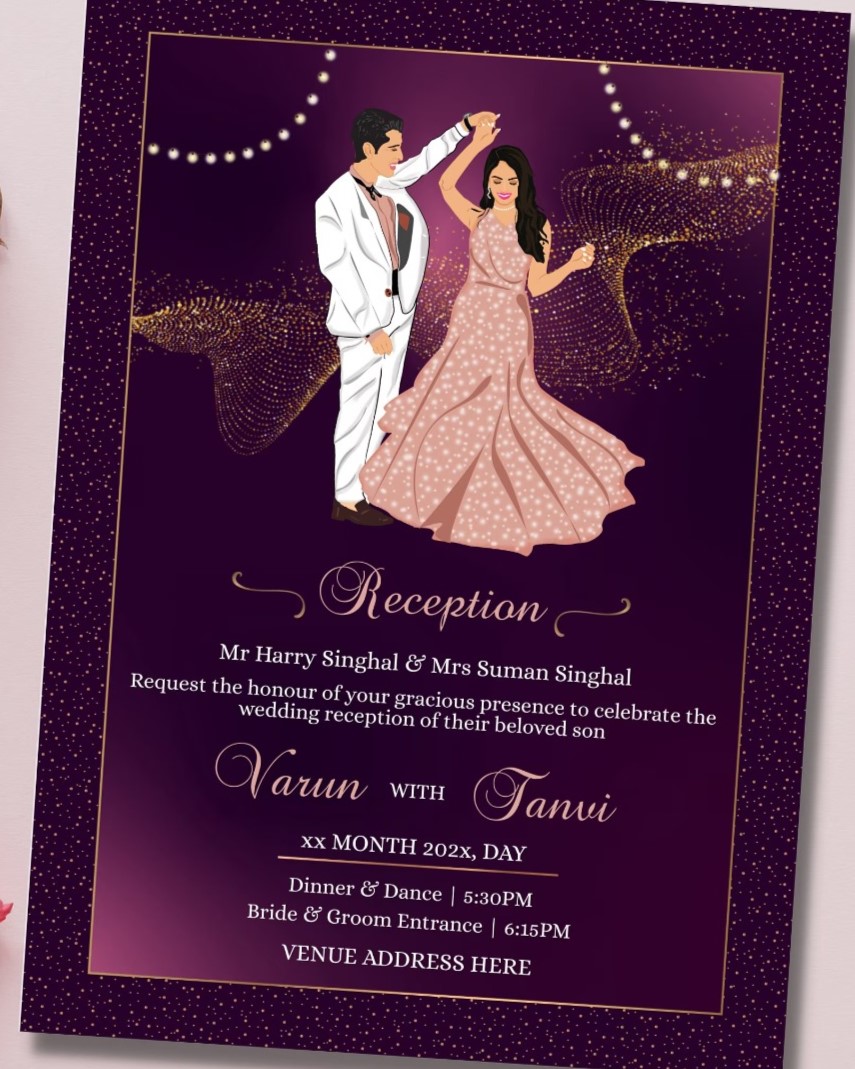 Reception
Mr Harry Singhal & Mrs Suman Singhal
Request the honour of your gracious presence to celebrate the
wedding reception of their beloved son
Varun WITH Tanvi
xx MONTH 202x, DAY
Dinner & Dance | 5:30PM
Bride & Groom Entrance | 6:15PM
VENUE ADDRESS HERE